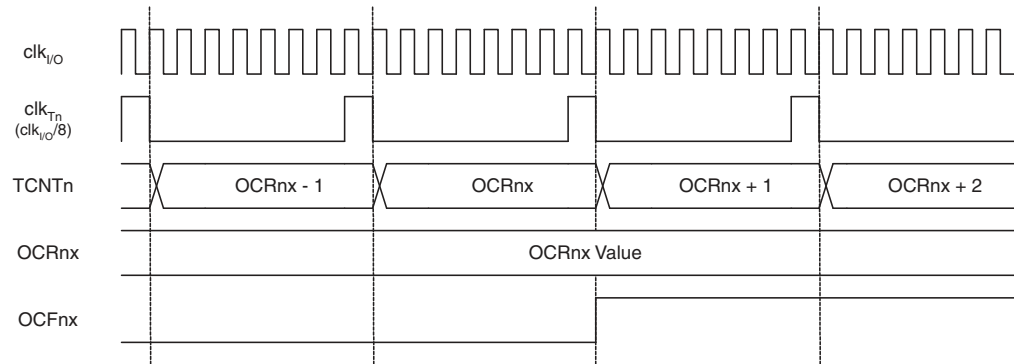 clkI/O
clkTn
(clkI/O/8)
TCNTn OCRnx - 1 OCRnx OCRnx + 1 OCRnx + 2
OCRnx OCRnx Value
OCFnx